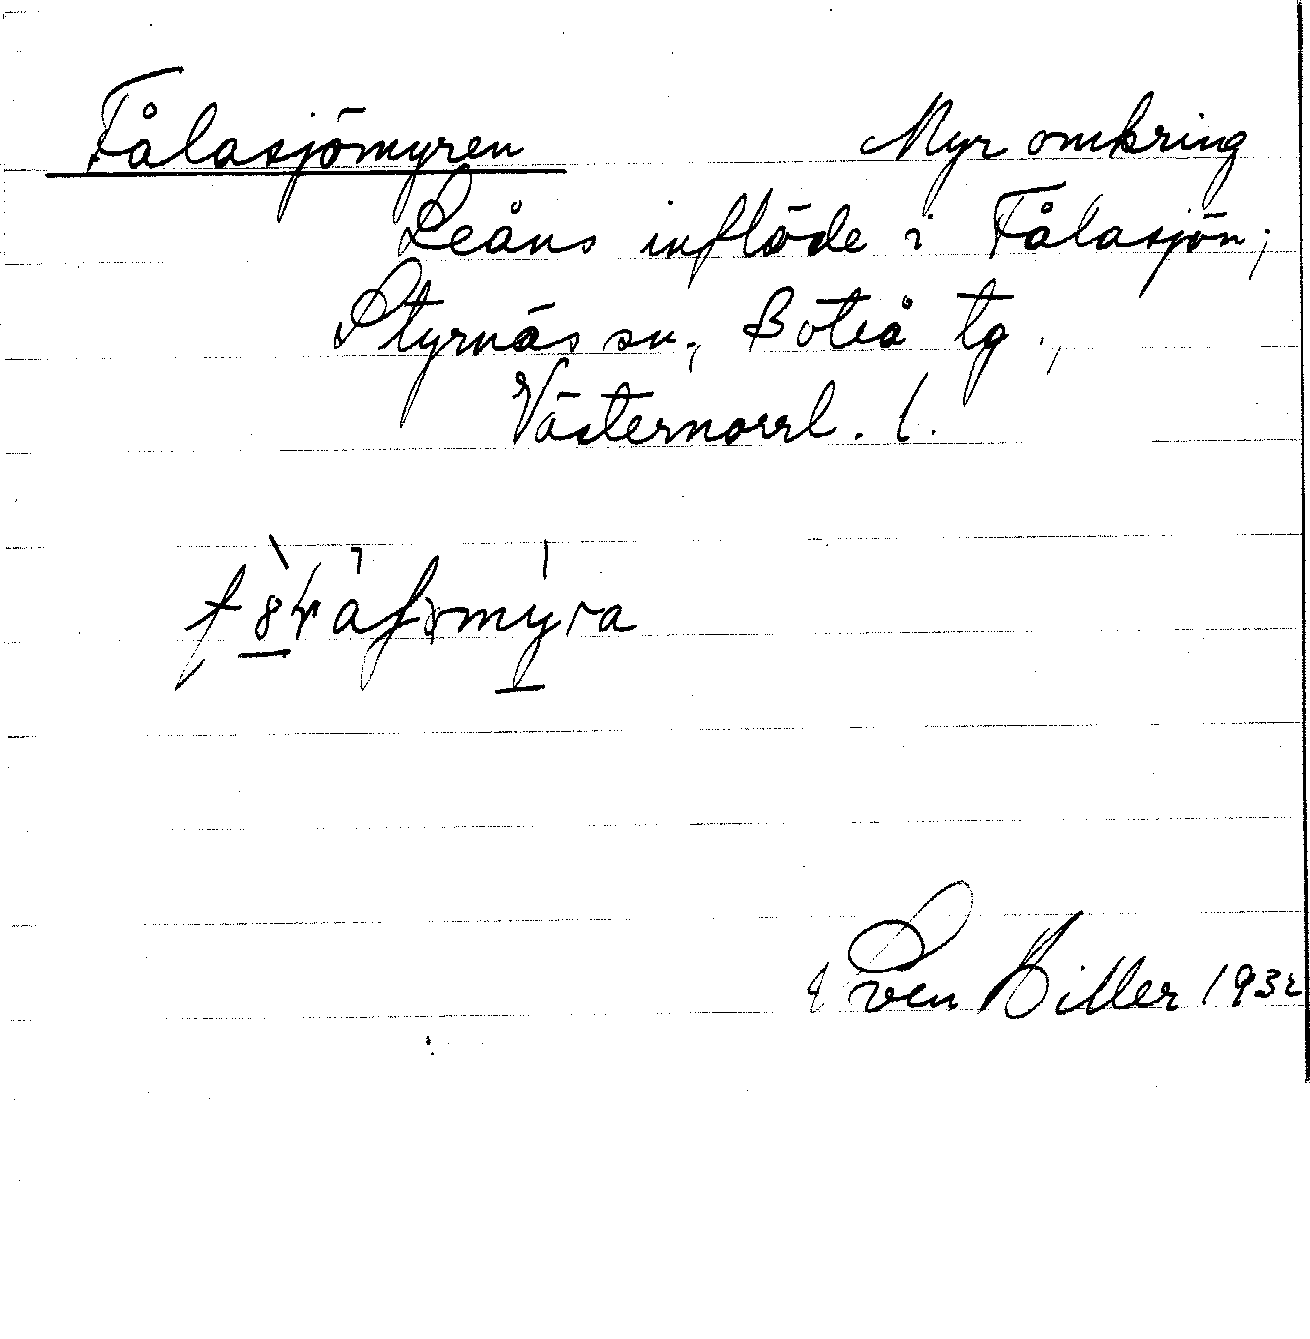 Fålasjömyren Myr omkring
Leåns inflöde i Fålasjön,
Styrnäs sn., Boteå tg.,
Västernorrl. l.
Sven Hiller 1932